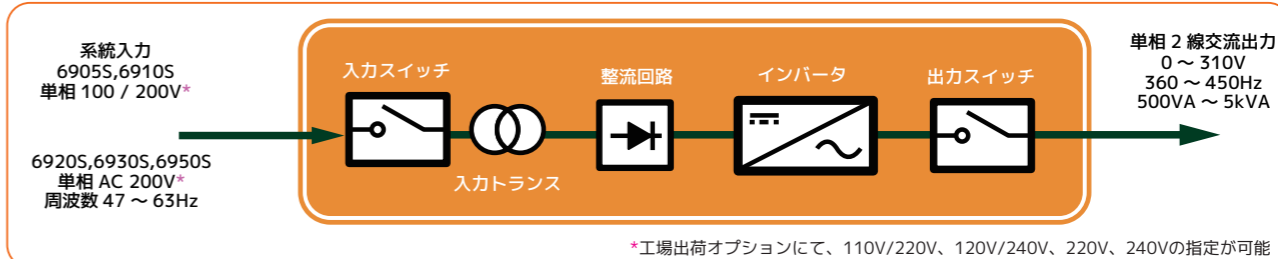 系統入力
6905S,6910S
単相 100 / 200V*
6920S,6930S,6950S
単相 AC 200V*
周波数 47 ～ 63Hz
入力スイッチ
入力トランス
整流回路
インバータ
出力スイッチ
単相 2 線交流出力
0 ～ 310V
360 ～ 450Hz
500VA ～ 5kVA
*工場出荷オプションにて、110V/220V、120V/240V、220V、240Vの指定が可能